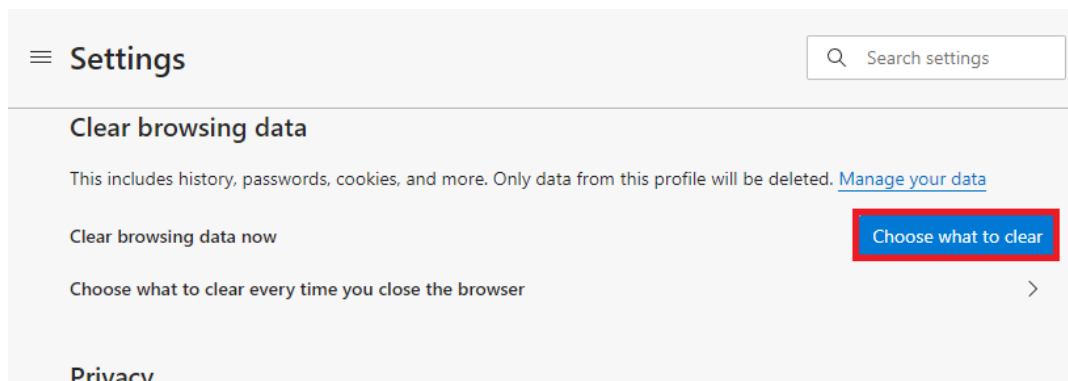 Settings
Search settings
Clear browsing data
This includes history, passwords, cookies, and more. Only data from this profile will be deleted. Manage your data
Clear browsing data now
Choose what to clear
Choose what to clear every time you close the browser
Privacy